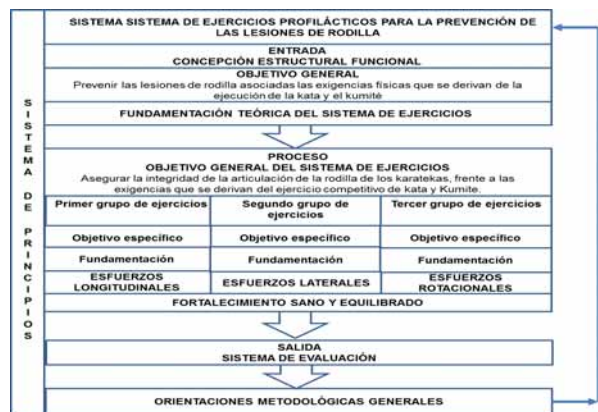 SISTEMA SISTEMA DE EJERCICIOS PROFILÁCTICOS PARA LA PREVENCIÓN DE
LAS LESIONES DE RODILLA
ENTRADA
CONCEPCIÓN ESTRUCTURAL FUNCIONAL
OBJETIVO GENERAL
Prevenir las lesiones de rodilla asociadas las exigencias físicas que se derivan de la
ejecución de la kata y el kumité
FUNDAMENTACIÓN TEÓRICA DEL SISTEMA DE EJERCICIOS
SISTEMA DE PRINCIPIOS
PROCESO
OBJETIVO GENERAL DEL SISTEMA DE EJERCICIOS
Asegurar la integridad de la articulación de la rodilla de los karatekas, frente a las
exigencias que se derivan del ejercicio competitivo de kata y Kumite.
Primer grupo de ejercicios
Segundo grupo de
ejercicios
Tercer grupo de ejercicios
Objetivo específico
Objetivo específico
Objetivo específico
Fundamentación
Fundamentación
Fundamentación
ESFUERZOS
LONGITUDINALES
ESFUERZOS LATERALES
ESFUERZOS
ROTACIONALES
FORTALECIMIENTO SANO Y EQUILIBRADO
SALIDA
SISTEMA DE EVALUACIÓN
ORIENTACIONES METODOLÓGICAS GENERALES